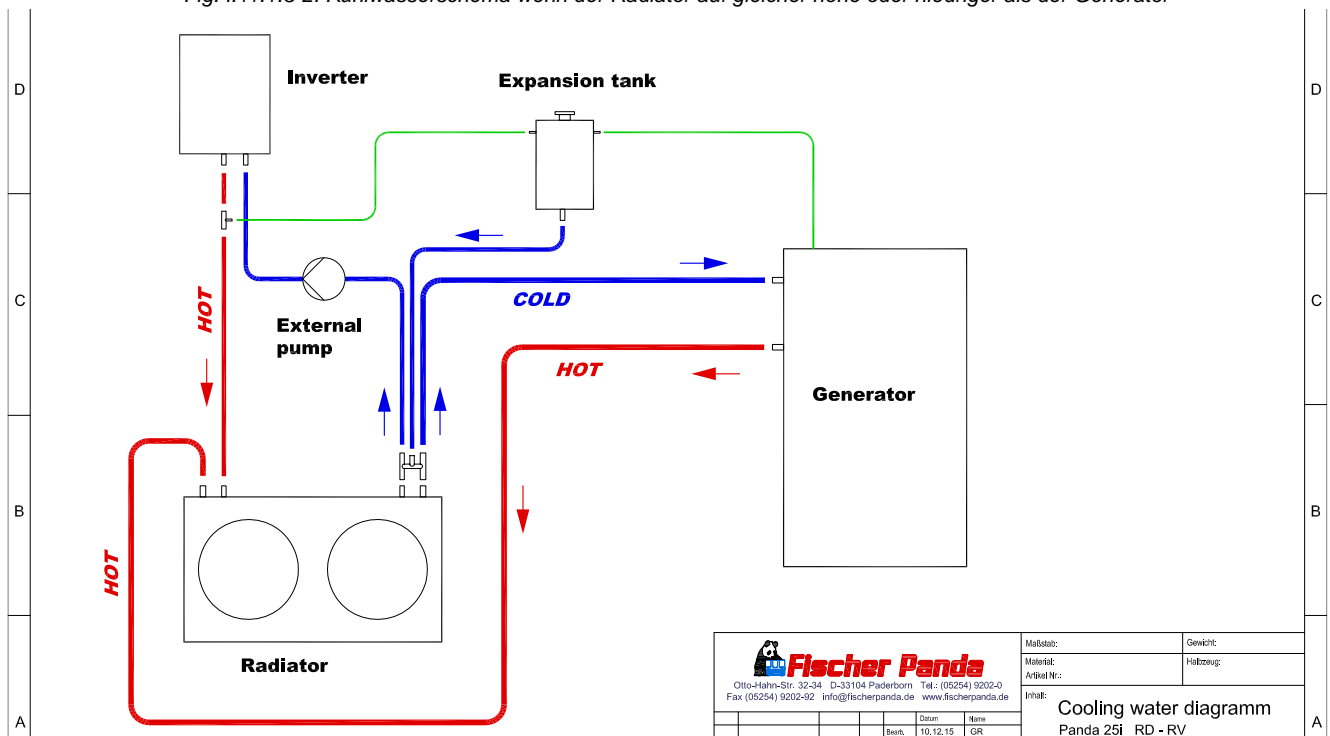 D
D
Inverter
Expansion tank
C
C
HOT
COLD
External
pump
HOT
Generator
B
B
HOT
Radiator
Fischer Panda
Otto-Hahn-Str. 32-34 D-33104 Paderborn Tel.: (05254) 9202-0
Fax (05254) 9202-92 info@fischerpanda.de www.fischerpanda.de
Maßstab:
Gewicht:
Material:
Halbzeug:
Artikel Nr.:
Inhalt:
Cooling water diagramm
Panda 25i RD - RV
Datum
Name
Bearb.
10.12.15
GR
A
A